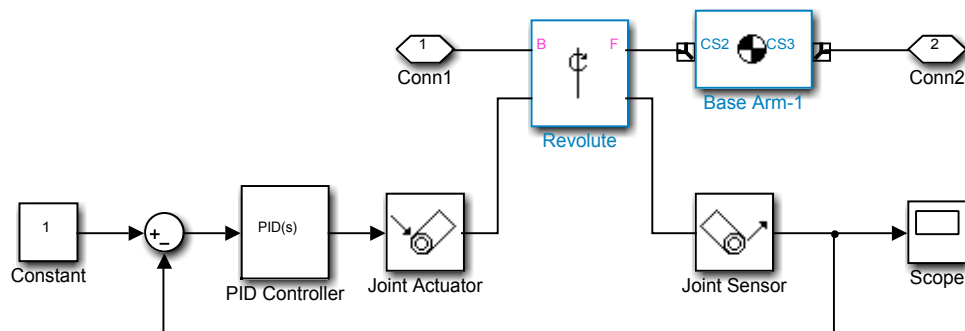 1
Conn1
B
F
Revolute
CS2
CS3
Base Arm-1
2
Conn2
1
Constant
+
−
PID(s)
PID Controller
Joint Actuator
Joint Sensor
Scope